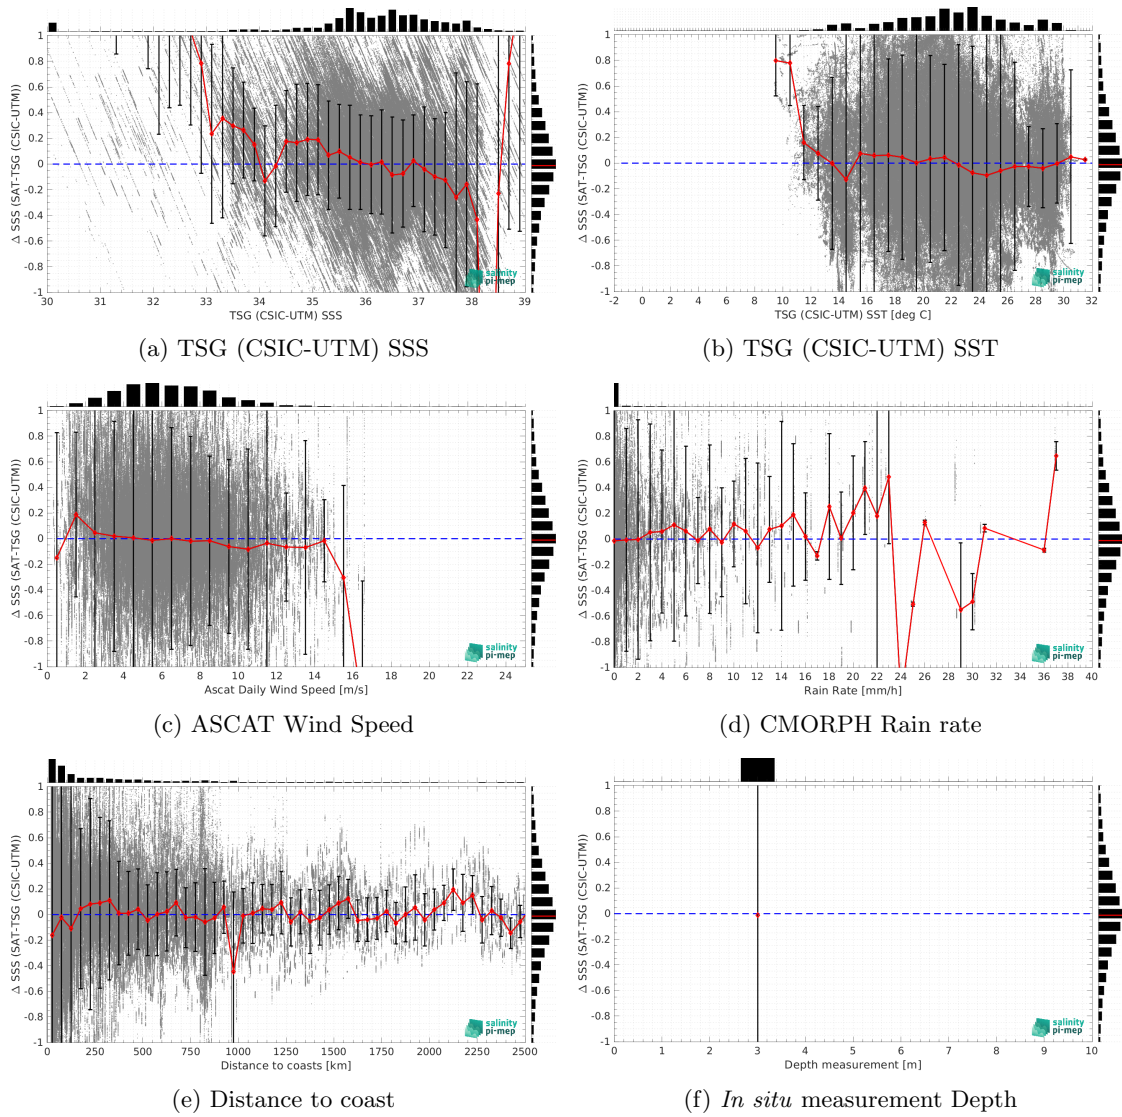 Δ SSS (SAT-TSG (CSIC-UTM))
1
0.8
0.6
0.4
0.2
0
-0.2
-0.4
-0.6
-0.8
-1
30 31 32 33 34 35 36 37 38 39
TSG (CSIC-UTM) SSS
salinity
pi-mep
(a) TSG (CSIC-UTM) SSS
Δ SSS (SAT-TSG (CSIC-UTM))
1
0.8
0.6
0.4
0.2
0
-0.2
-0.4
-0.6
-0.8
-1
-2 0 2 4 6 8 10 12 14 16 18 20 22 24 26 28 30 32
TSG (CSIC-UTM) SST [deg C]
salinity
pi-mep
(b) TSG (CSIC-UTM) SST
Δ SSS (SAT-TSG (CSIC-UTM))
1
0.8
0.6
0.4
0.2
0
-0.2
-0.4
-0.6
-0.8
-1
0 2 4 6 8 10 12 14 16 18 20 22 24
Ascat Daily Wind Speed [m/s]
salinity
pi-mep
(c) ASCAT Wind Speed
Δ SSS (SAT-TSG (CSIC-UTM))
1
0.8
0.6
0.4
0.2
0
-0.2
-0.4
-0.6
-0.8
-1
0 2 4 6 8 10 12 14 16 18 20 22 24 26 28 30 32 34 36 38 40
Rain Rate [mm/h]
salinity
pi-mep
(d) CMORPH Rain rate
Δ SSS (SAT-TSG (CSIC-UTM))
1
0.8
0.6
0.4
0.2
0
-0.2
-0.4
-0.6
-0.8
-1
0 250 500 750 1000 1250 1500 1750 2000 2250 2500
Distance to coasts [km]
salinity
pi-mep
(e) Distance to coast
Δ SSS (SAT-TSG (CSIC-UTM))
1
0.8
0.6
0.4
0.2
0
-0.2
-0.4
-0.6
-0.8
-1
0 1 2 3 4 5 6 7 8 9 10
Depth measurement [m]
salinity
pi-mep
(f) In situ measurement Depth